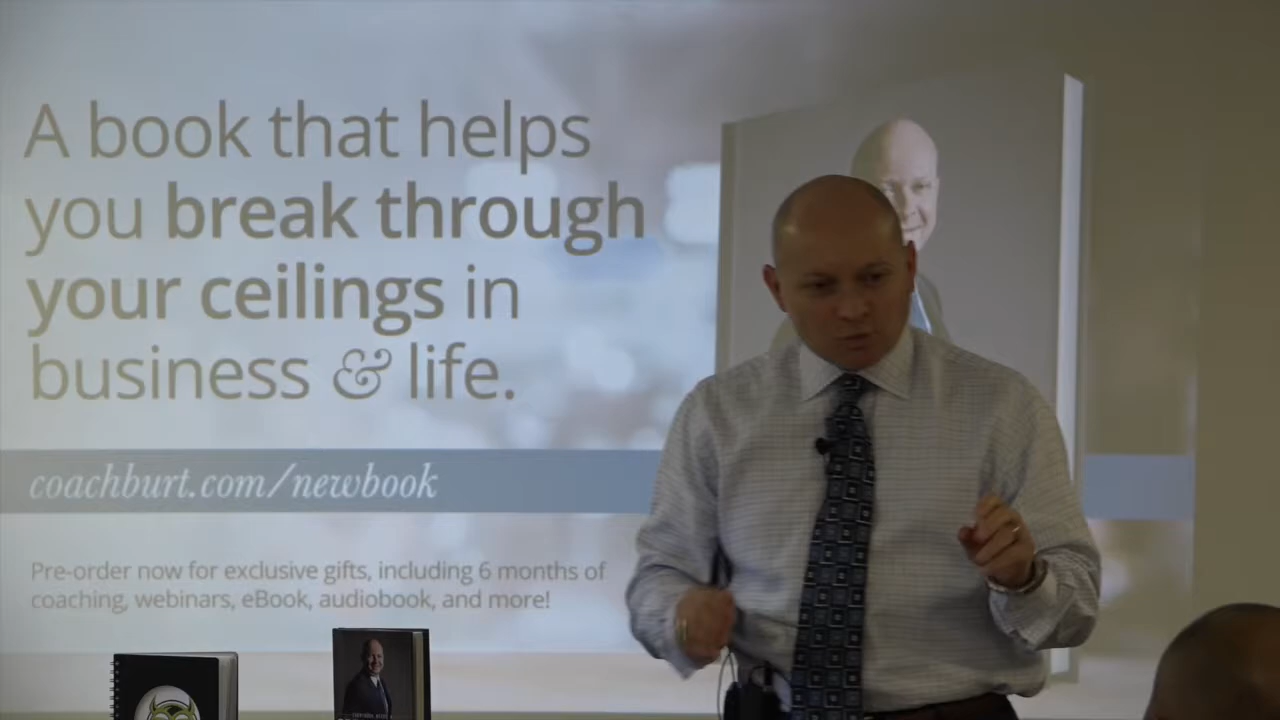 A book that helps
you break through
your ceilings in
business & life.
coachburt.com/newbook
Pre-order now for exclusive gifts, including 6 months of
coaching, webinars, eBook, audiobook, and more!